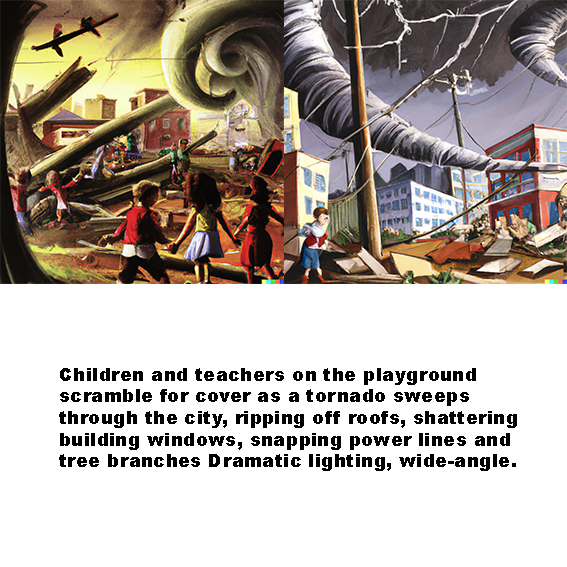 Children and teachers on the playground
scramble for cover as a tornado sweeps
through the city, ripping off roofs, shattering
building windows, snapping power lines and
tree branches Dramatic lighting, wide-angle.